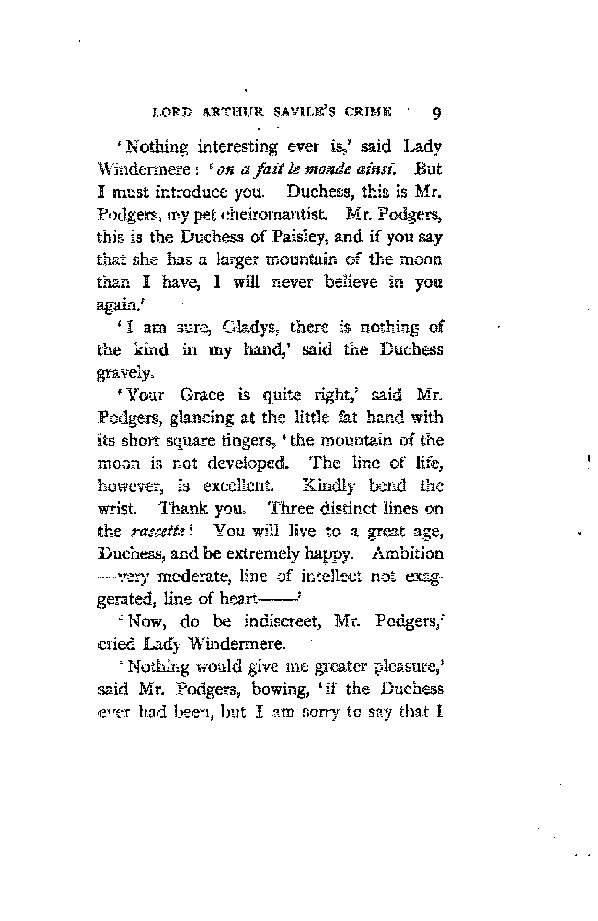 LORD ARTHUR SAVILE'S CRIME 9
'Nothing interesting ever is,' said Lady
Windermere: 'on a fait le monde ainsi. But
I must introduce you. Duchess, this is Mr.
Podgers, my pet cheiromantist. Mr. Podgers,
this is the Duchess of Paisley, and if you say
that she has a larger mountain of the moon
than I have, I will never believe in you
again.'
'I am sure, Gladys, there is nothing of
the kind in my hand,' said the Duchess
gravely.
'Your Grace is quite right,' said Mr.
Podgers, glancing at the little fat hand with
its short square fingers, 'the mountain of the
moon is not developed. The line of life,
however, is excellent. Kindly bend the
wrist. Thank you. Three distinct lines on
the rascette! You will live to a great age,
Duchess, and be extremely happy. Ambition
—very moderate, line of intellect not exag-
gerated, line of heart——'
'Now, do be indiscreet, Mr. Podgers,'
cried Lady Windermere.
'Nothing would give me greater pleasure,'
said Mr. Podgers, bowing, 'if the Duchess
ever had been, but I am sorry to say that I